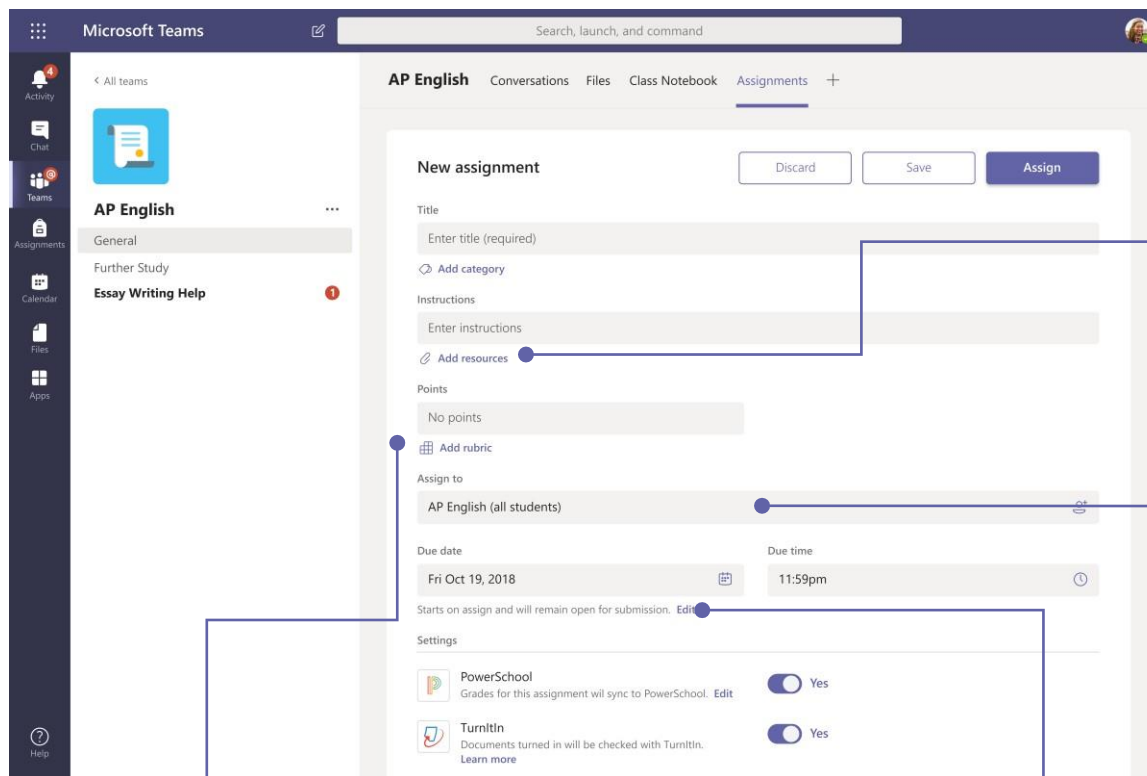 Microsoft Teams
Search, launch, and command
4
Activity
Chat
@
Teams
Assignments
Calendar
Files
Apps
Help
< All teams
AP English ...
General
Further Study
Essay Writing Help 1
AP English Conversations Files Class Notebook Assignments +
New assignment Discard Save Assign
Title
Enter title (required)
Add category
Instructions
Enter instructions
Add resources
Points
No points
Add rubric
Assign to
AP English (all students)
Due date Due time
Fri Oct 19, 2018 11:59pm
Starts on assign and will remain open for submission. Edit
Settings
PowerSchool Yes
Grades for this assignment wil sync to PowerSchool. Edit
TurnItIn Yes
Documents turned in will be checked with TurnItIn.
Learn more